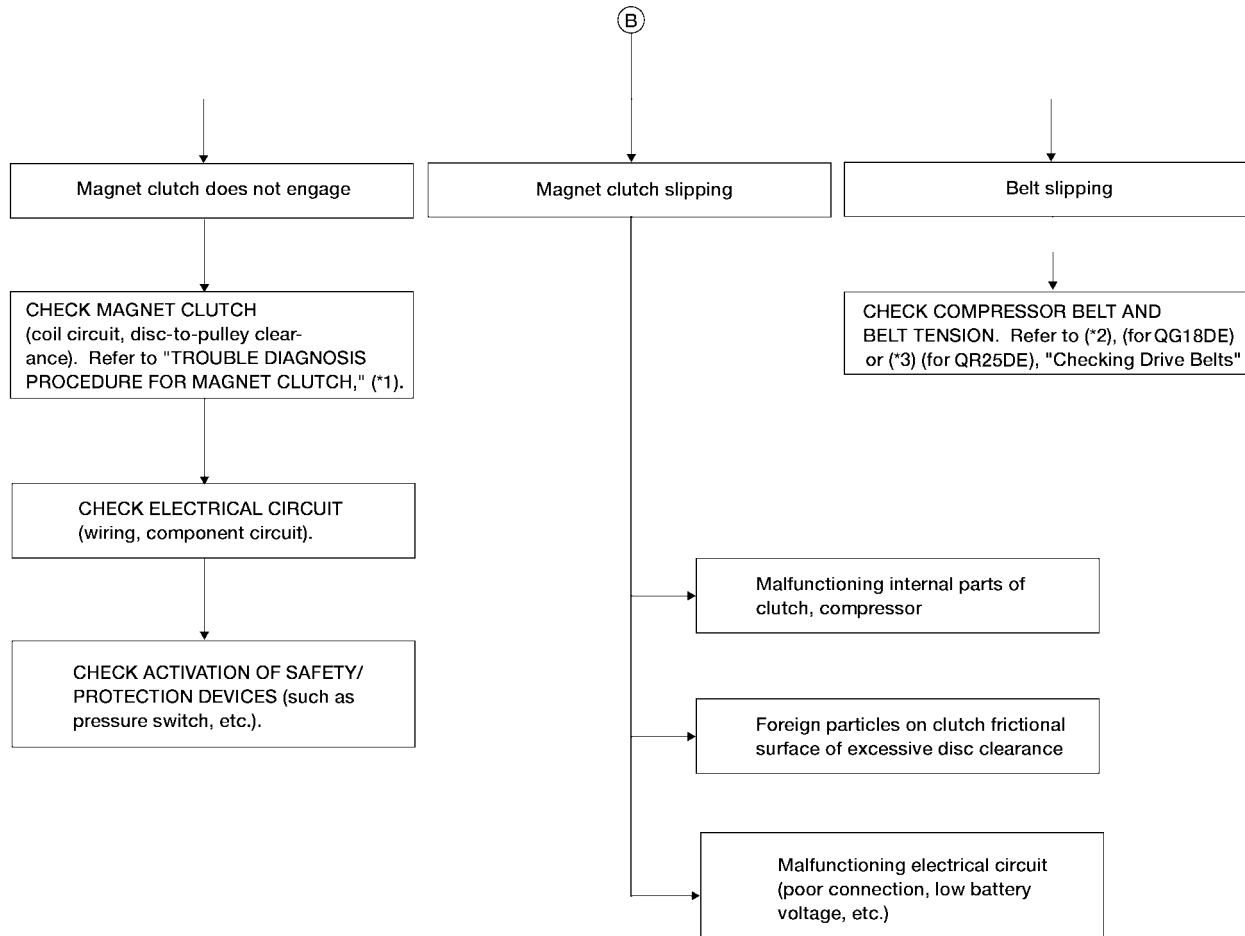 B
Magnet clutch does not engage
Magnet clutch slipping
Belt slipping
CHECK MAGNET CLUTCH
(coil circuit, disc-to-pulley clear-
ance). Refer to "TROUBLE DIAGNOSIS
PROCEDURE FOR MAGNET CLUTCH," (*1).
CHECK COMPRESSOR BELT AND
BELT TENSION. Refer to (*2), (for QG18DE)
or (*3) (for QR25DE), "Checking Drive Belts"
CHECK ELECTRICAL CIRCUIT
(wiring, component circuit).
Malfunctioning internal parts of
clutch, compressor
CHECK ACTIVATION OF SAFETY/
PROTECTION DEVICES (such as
pressure switch, etc.).
Foreign particles on clutch frictional
surface of excessive disc clearance
Malfunctioning electrical circuit
(poor connection, low battery
voltage, etc.)